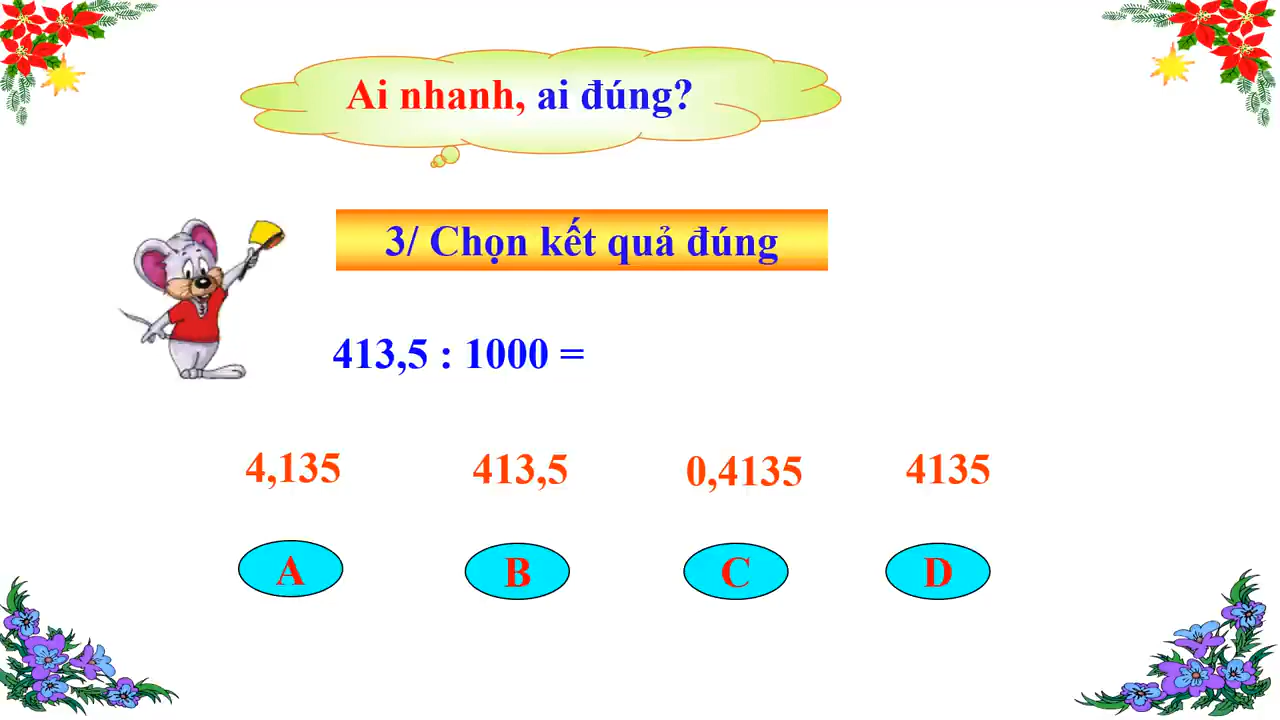 Ai nhanh, ai đúng?
3/ Chọn kết quả đúng
413,5 : 1000 =
4,135 413,5 0,4135 4135
A B C D